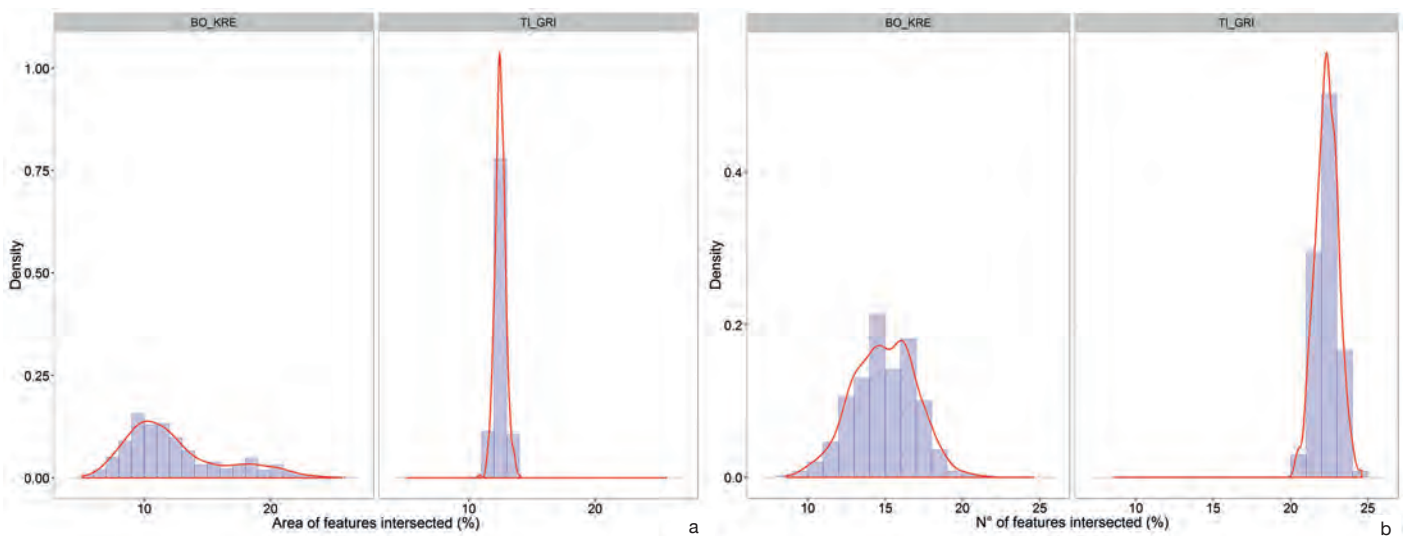 BO_KRE TI_GRI
1.00
0.75
0.50
0.25
0.00
Density
10 20 10 20
Area of features intersected (%)
a
BO_KRE TI_GRI
0.4
0.2
0.0
Density
10 15 20 25 10 15 20 25
N° of features intersected (%)
b